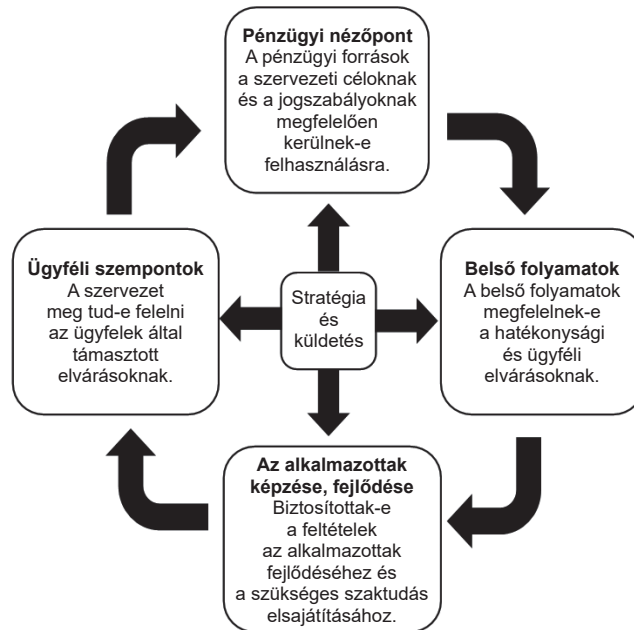 Pénzügyi nézőpont
A pénzügyi források
a szervezeti céloknak
és a jogszabályoknak
megfelelően
kerülnek-e
felhasználásra.
Ügyféli szempontok
A szervezet
meg tud-e felelni
az ügyfelek által
támasztott
elvárásoknak.
Stratégia
és
küldetés
Belső folyamatok
A belső folyamatok
megfelelnek-e
a hatékonysági
és ügyféli
elvárásoknak.
Az alkalmazottak
képzése, fejlődése
Biztosítottak-e
a feltételek
az alkalmazottak
fejlődéséhez és
a szükséges szaktudás
elsajátításához.